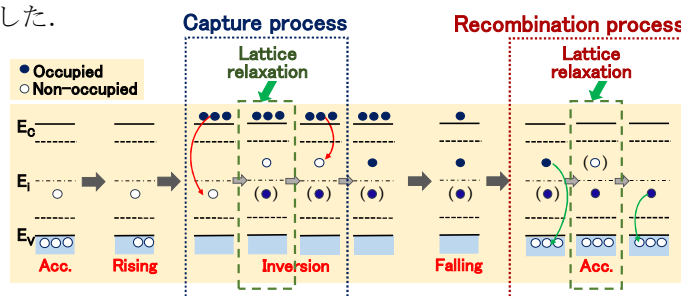 した.
Capture process
Recombination process
Lattice
relaxation
Lattice
relaxation
Occupied
Non-occupied
Ec
Ei
( )
( )
( )
( )
( )
( )
Ev
Acc.
Rising
Inversion
Falling
Acc.